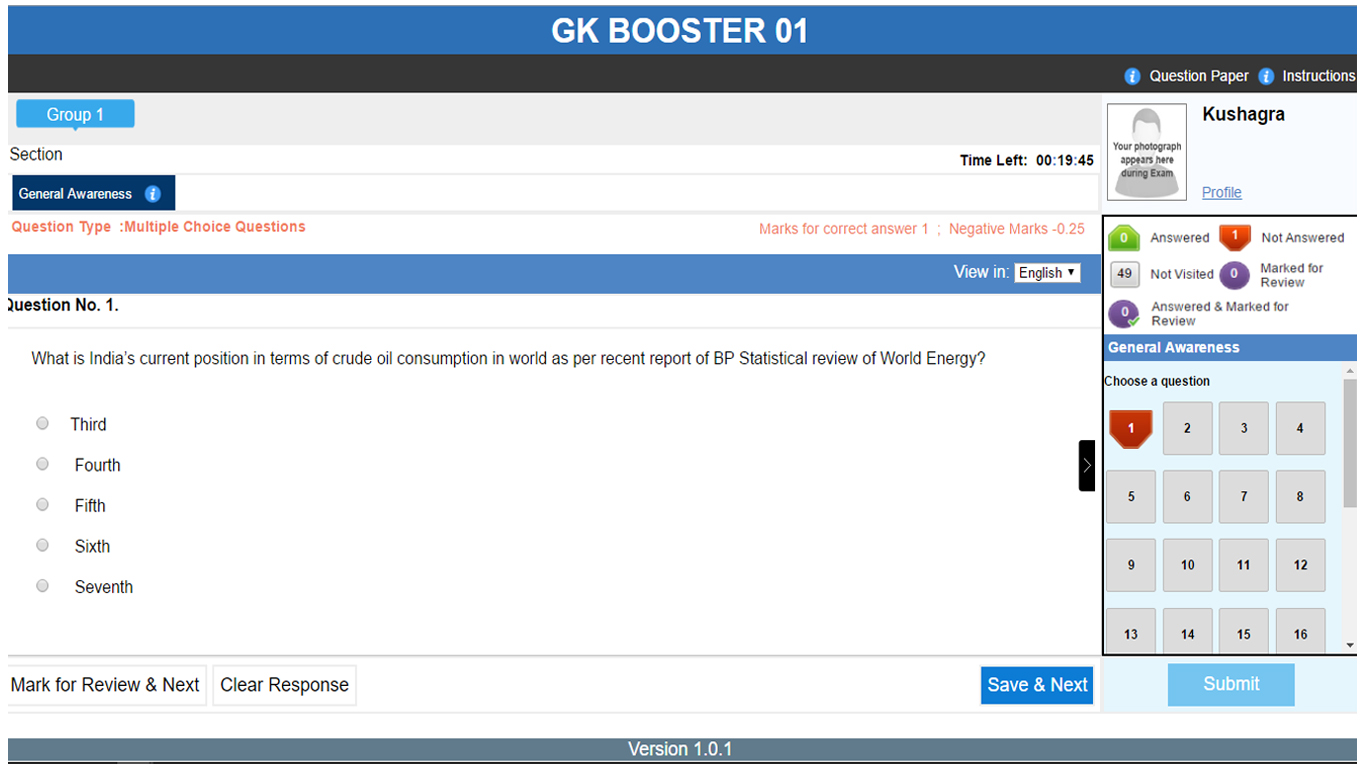 GK BOOSTER 01
Question Paper Instructions
Group 1
Section
Time Left: 00:19:45
General Awareness
Question Type :Multiple Choice Questions
Marks for correct answer 1 ; Negative Marks -0.25
View in: English
Question No. 1.
What is India's current position in terms of crude oil consumption in world as per recent report of BP Statistical review of World Energy?
Third
Fourth
Fifth
Sixth
Seventh
Mark for Review & Next Clear Response
Save & Next
Your photograph
appears here
during Exam
Kushagra
Profile
0 Answered 1 Not Answered
49 Not Visited 0 Marked for
Review
0 Answered & Marked for
Review
General Awareness
Choose a question
1 2 3 4
5 6 7 8
9 10 11 12
13 14 15 16
Submit
Version 1.0.1